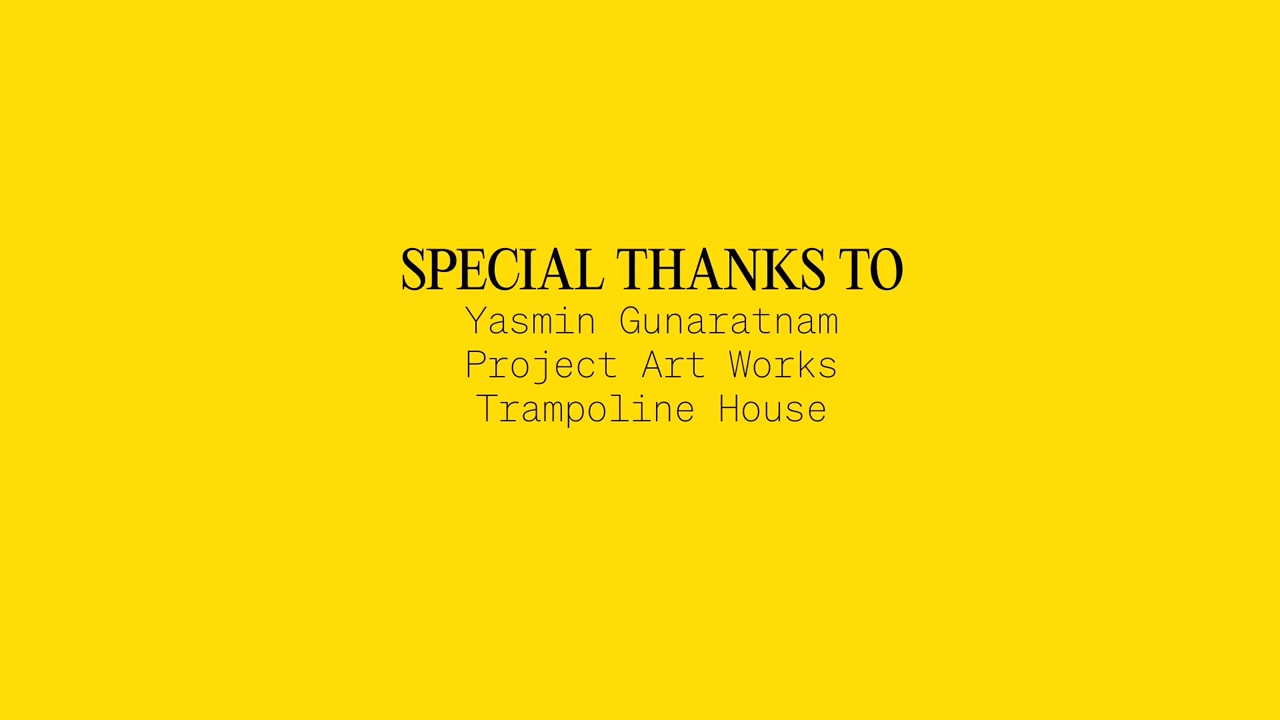 SPECIAL THANKS TO
Yasmin Gunaratnam
Project Art Works
Trampoline House